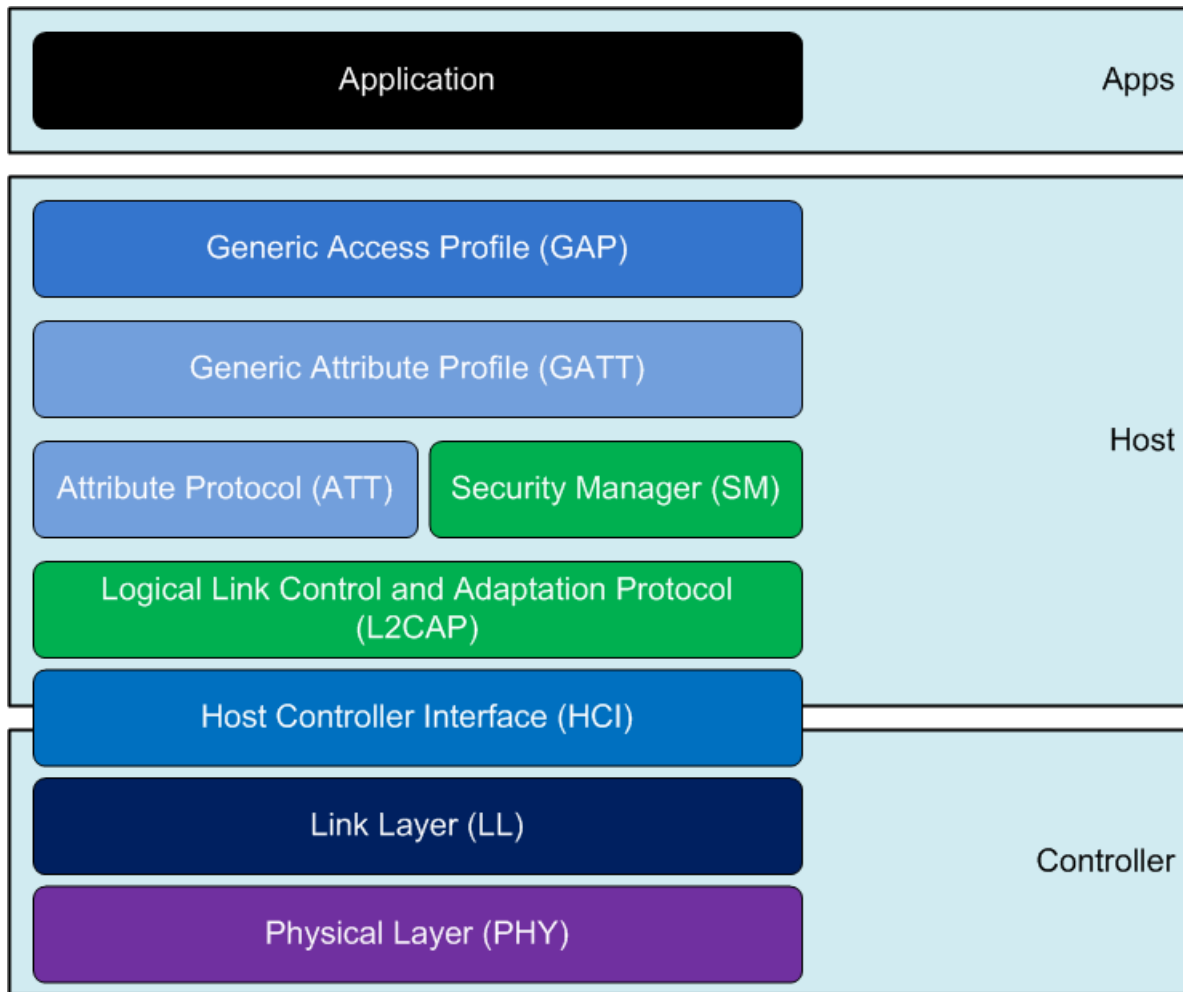 Application
Apps
Generic Access Profile (GAP)
Generic Attribute Profile (GATT)
Host
Attribute Protocol (ATT)
Security Manager (SM)
Logical Link Control and Adaptation Protocol
(L2CAP)
Host Controller Interface (HCI)
Link Layer (LL)
Controller
Physical Layer (PHY)